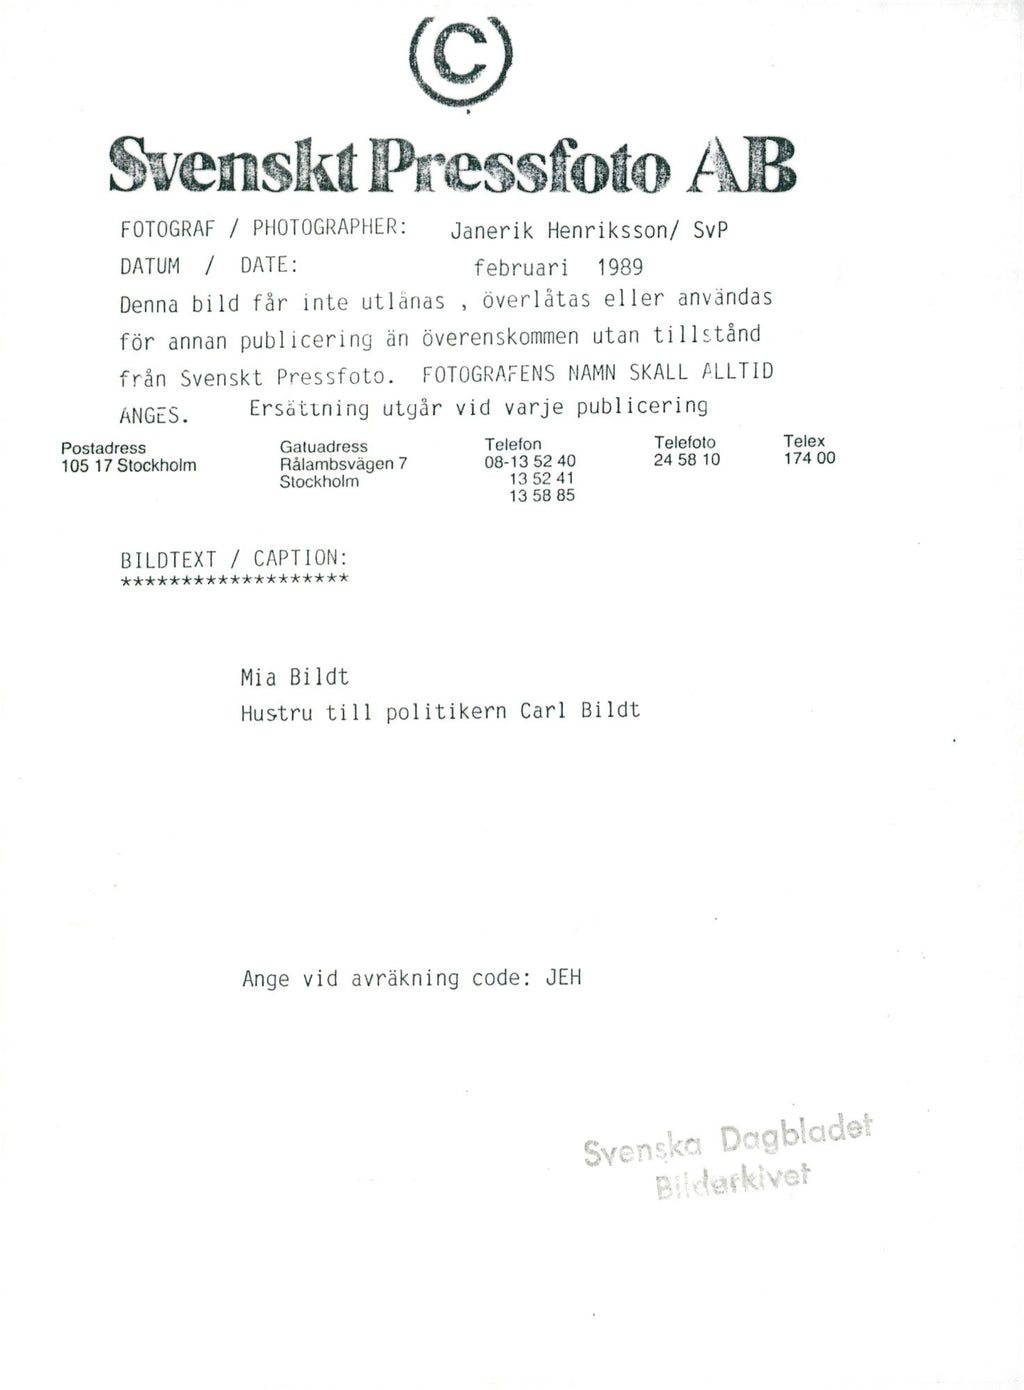 ©
Svenskt Pressfoto AB
FOTOGRAF / PHOTOGRAPHER: Janerik Henriksson/ SvP
DATUM / DATE: februari 1989
Denna bild får inte utlånas , överlåtas eller användas
för annan publicering än överenskommen utan tillstånd
från Svenskt Pressfoto. FOTOGRAFENS NAMN SKALL ALLTID
ANGES. Ersättning utgår vid varje publicering
Postadress Gatuadress Telefon Telefoto Telex
105 17 Stockholm Rålambsvägen 7 08-13 52 40 24 58 10 174 00
Stockholm 13 52 41
13 58 85
BILDTEXT / CAPTION:
*******************
Mia Bildt
Hustru till politikern Carl Bildt
Ange vid avräkning code: JEH
Svenska Dagbladet
Bildarkivet